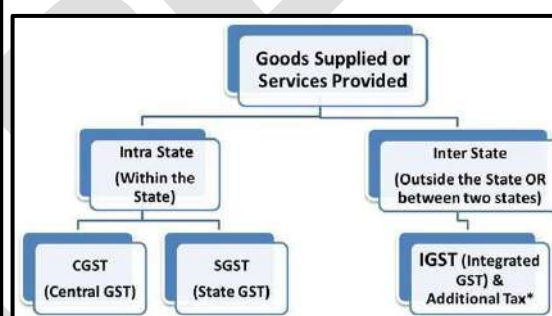 Goods Supplied or
Services Provided
Intra State
(Within the
State)
Inter State
(Outside the State OR
between two states)
CGST
(Central GST)
SGST
(State GST)
IGST (Integrated
GST) &
Additional Tax*